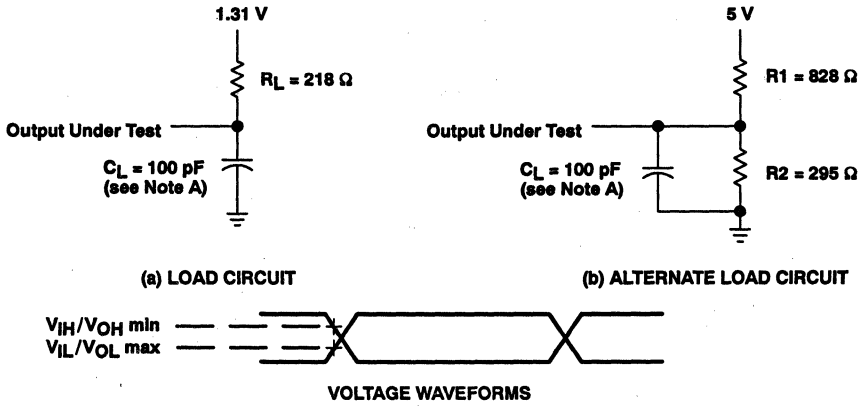 1.31 V
R_L = 218 Ω
Output Under Test
C_L = 100 pF
(see Note A)
(a) LOAD CIRCUIT
5 V
R1 = 828 Ω
Output Under Test
C_L = 100 pF
(see Note A)
R2 = 295 Ω
(b) ALTERNATE LOAD CIRCUIT
V_IH/V_OH min
V_IL/V_OL max
VOLTAGE WAVEFORMS